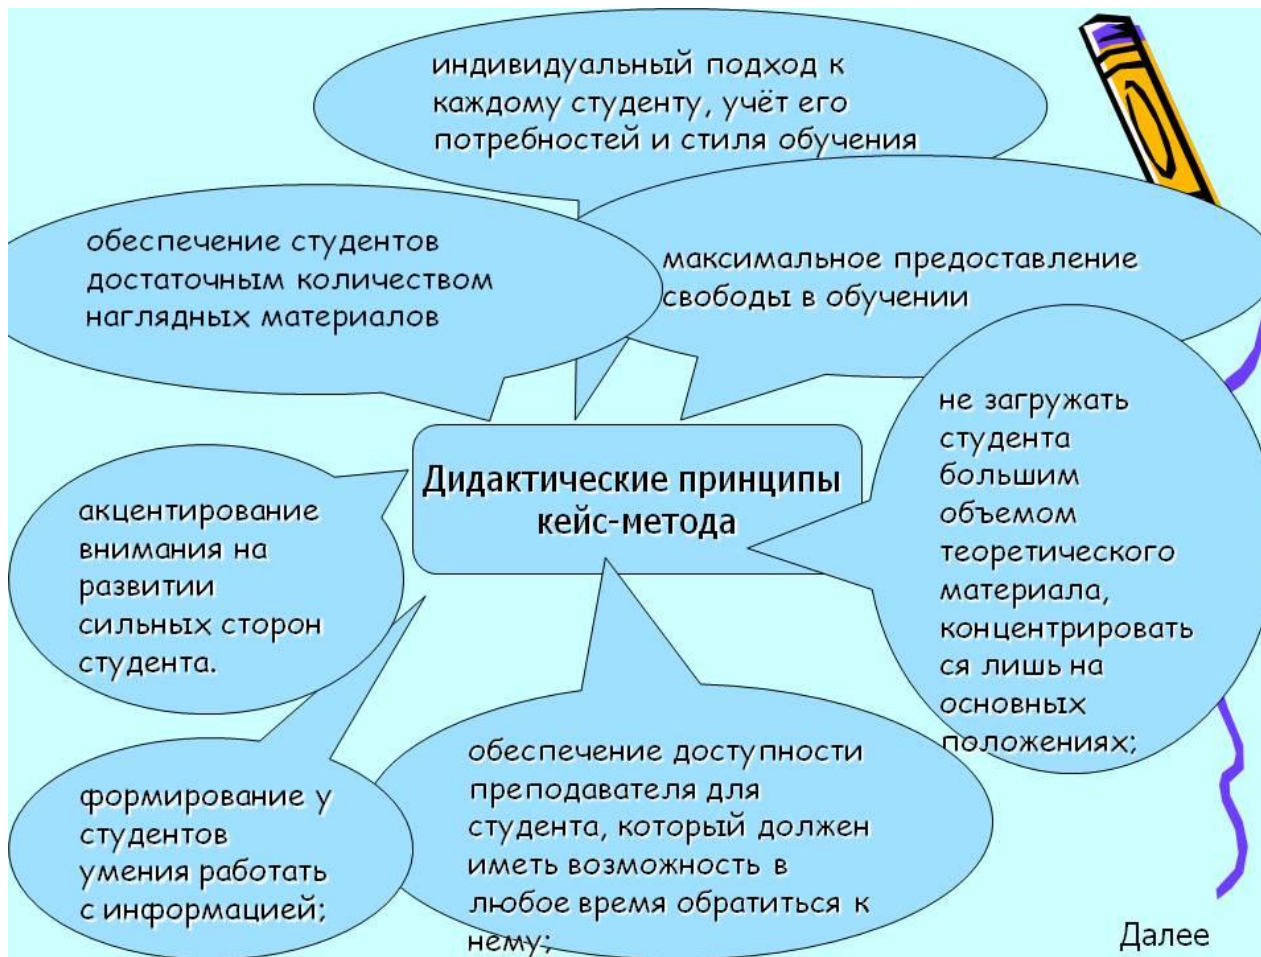 индивидуальный подход к
каждому студенту, учёт его
потребностей и стиля обучения
обеспечение студентов
достаточным количеством
наглядных материалов
максимальное предоставление
свободы в обучении
Дидактические принципы
кейс-метода
не загружать
студента
большим
объемом
теоретического
материала,
концентрировать
ся лишь на
основных
положениях;
акцентирование
внимания на
развитии
сильных сторон
студента.
формирование у
студентов
умения работать
с информацией;
обеспечение доступности
преподавателя для
студента, который должен
иметь возможность в
любое время обратиться к
нему;
Далее